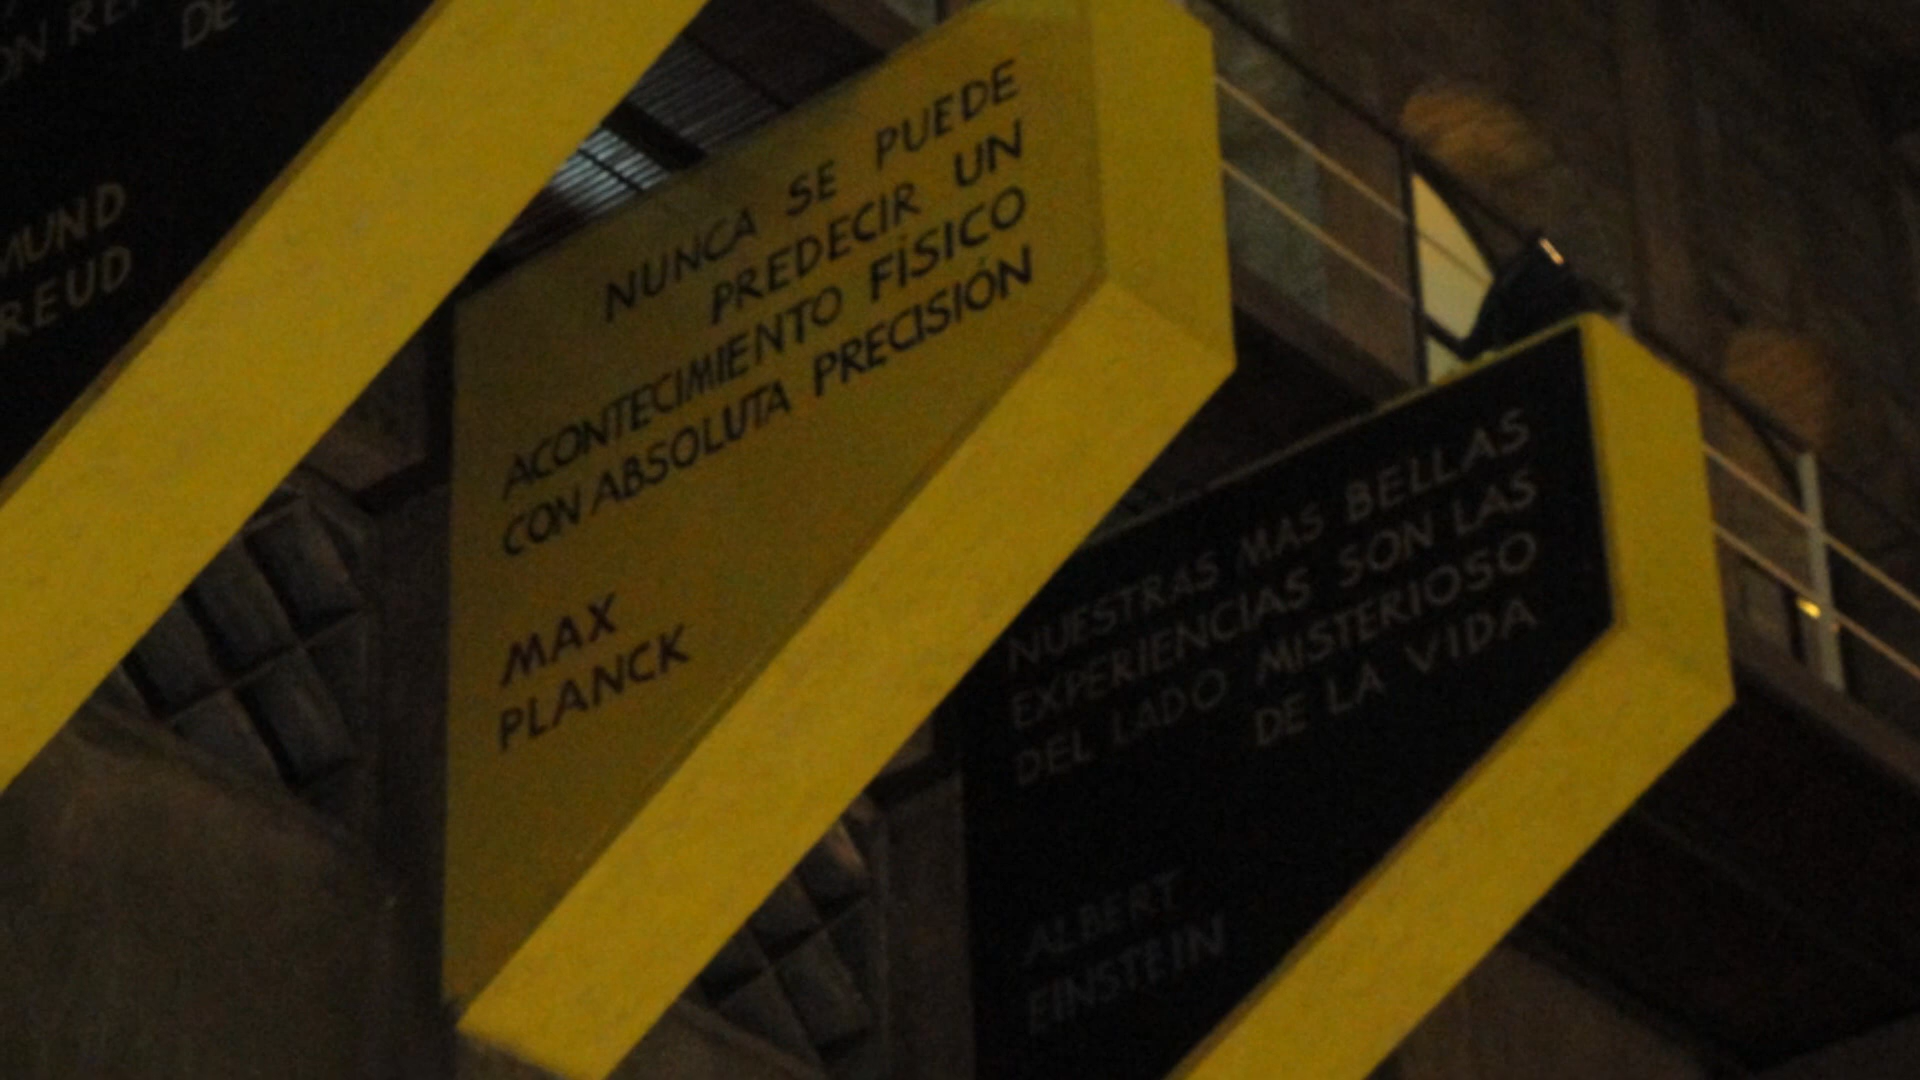 DE
MUND
REUD
NUNCA SE PUEDE
PREDECIR UN
ACONTECIMIENTO FÍSICO
CON ABSOLUTA PRECISIÓN
MAX
PLANCK
NUESTRAS MAS BELLAS
EXPERIENCIAS SON LAS
DEL LADO MISTERIOSO
DE LA VIDA
ALBERT
EINSTEIN